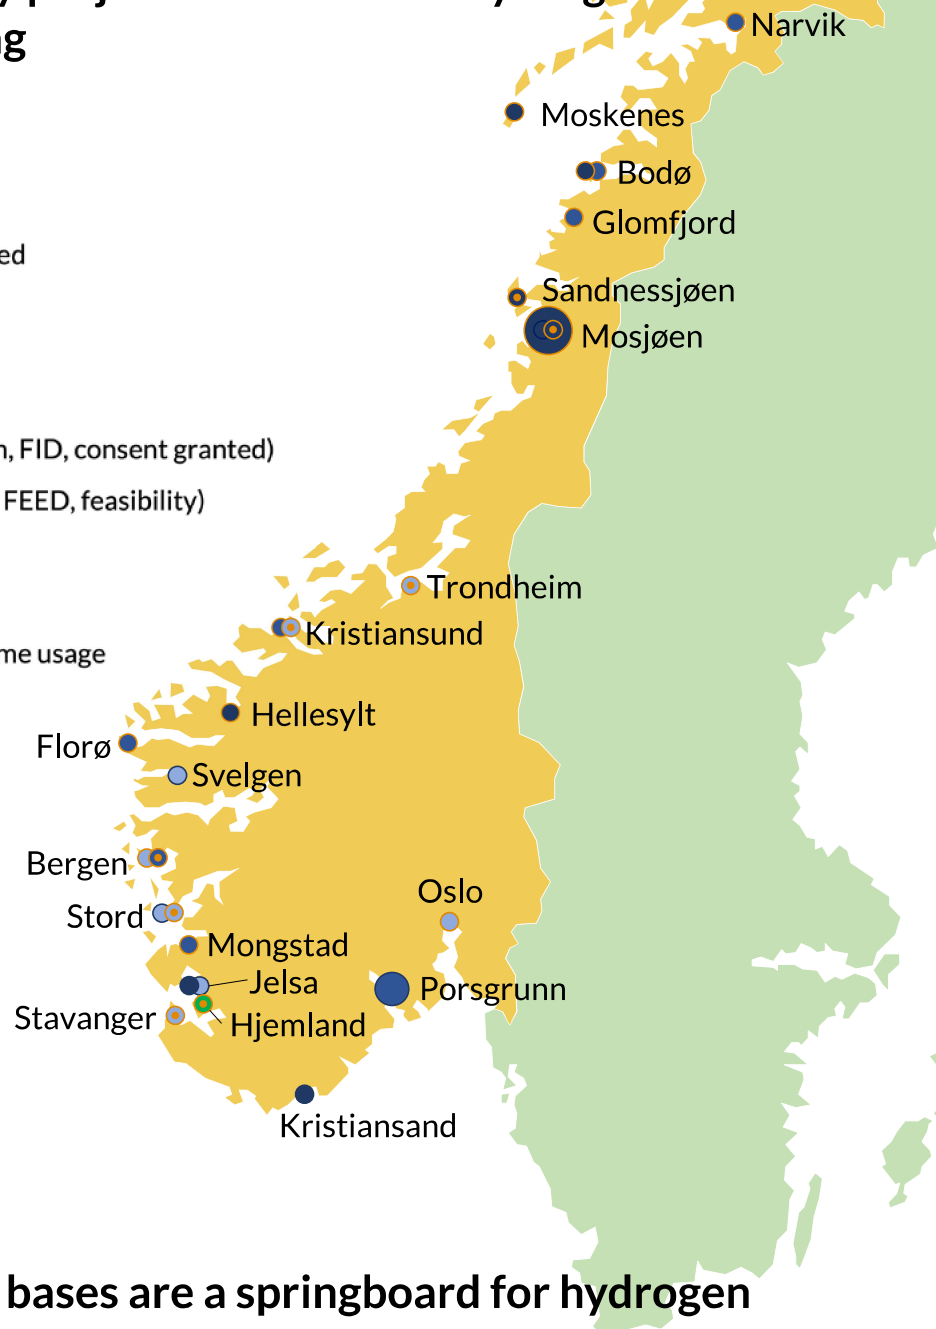 ng
Narvik
Moskenes
Bodø
Glomfjord
ed
Sandnessjøen
Mosjøen
n, FID, consent granted)
FEED, feasibility)
Trondheim
Kristiansund
me usage
Hellesylt
Florø
Svelgen
Bergen
Oslo
Stord
Mongstad
Jelsa
Porsgrunn
Stavanger
Hjemland
Kristiansand
bases are a springboard for hydrogen